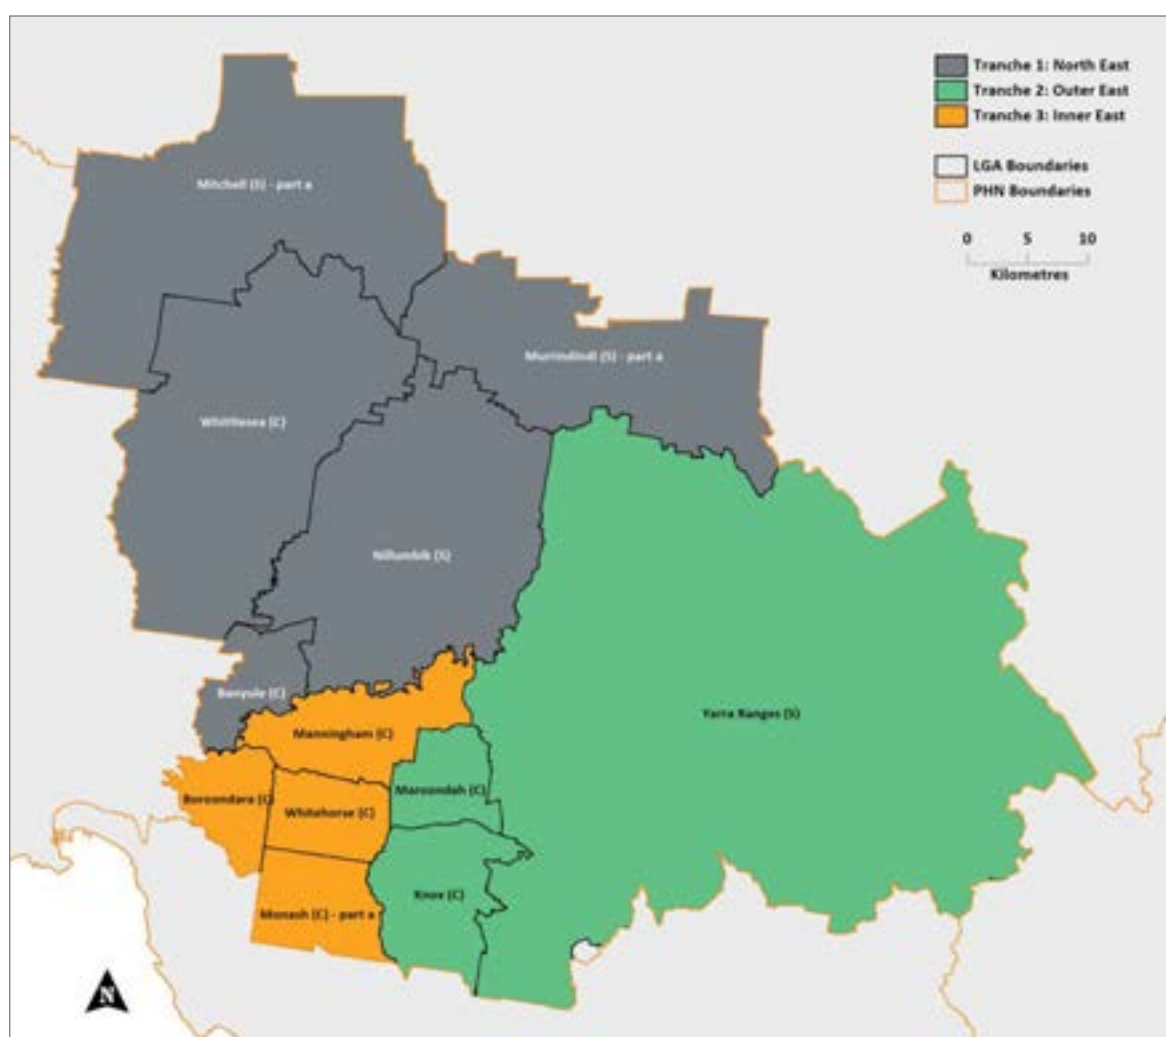 Tranche 1: North East
Tranche 2: Outer East
Tranche 3: Inner East
LGA Boundaries
PHN Boundaries
0 5 10
Kilometres
Mitchell (S) - part a
Murrindindi (S) - part a
Whittlesea (C)
Nillumbik (S)
Banyule (C)
Yarra Ranges (S)
Manningham (C)
Maroondah (C)
Boroondara (C)
Whitehorse (C)
Knox (C)
Monash (C) - part a
N